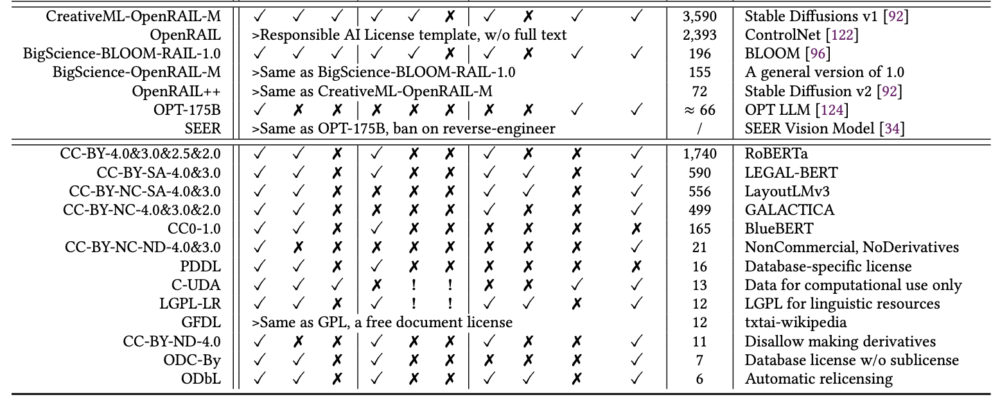 CreativeML-OpenRAIL-M ✓ ✓ ✓ ✓ ✓ ✗ ✓ ✗ ✓ ✓ 3,590 Stable Diffusions v1 [92]
OpenRAIL >Responsible AI License template, w/o full text 2,393 ControlNet [122]
BigScience-BLOOM-RAIL-1.0 ✓ ✓ ✓ ✓ ✓ ✗ ✓ ✗ ✓ ✓ 196 BLOOM [96]
BigScience-OpenRAIL-M >Same as BigScience-BLOOM-RAIL-1.0 155 A general version of 1.0
OpenRAIL++ >Same as CreativeML-OpenRAIL-M 72 Stable Diffusion v2 [92]
OPT-175B ✓ ✗ ✗ ✗ ✗ ✗ ✗ ✗ ✓ ✓ ≈ 66 OPT LLM [124]
SEER >Same as OPT-175B, ban on reverse-engineer / SEER Vision Model [34]
CC-BY-4.0&3.0&2.5&2.0 ✓ ✓ ✗ ✓ ✗ ✗ ✓ ✗ ✗ ✓ 1,740 RoBERTa
CC-BY-SA-4.0&3.0 ✓ ✓ ✗ ✓ ✗ ✗ ✓ ✓ ✗ ✓ 590 LEGAL-BERT
CC-BY-NC-SA-4.0&3.0 ✓ ✓ ✗ ✗ ✗ ✗ ✓ ✓ ✗ ✓ 556 LayoutLMv3
CC-BY-NC-4.0&3.0&2.0 ✓ ✓ ✗ ✗ ✗ ✗ ✓ ✗ ✗ ✓ 499 GALACTICA
CC0-1.0 ✓ ✓ ✗ ✓ ✗ ✗ ✗ ✗ ✗ ✗ 165 BlueBERT
CC-BY-NC-ND-4.0&3.0 ✓ ✗ ✗ ✗ ✗ ✗ ✗ ✗ ✗ ✓ 21 NonCommercial, NoDerivatives
PDDL ✓ ✓ ✗ ✓ ✗ ✗ ✗ ✗ ✗ ✗ 16 Database-specific license
C-UDA ✓ ✓ ✓ ✗ ! ! ✗ ✗ ✓ ✓ 13 Data for computational use only
LGPL-LR ✓ ✓ ✗ ✓ ! ! ✓ ✓ ✗ ✓ 12 LGPL for linguistic resources
GFDL >Same as GPL, a free document license 12 txtai-wikipedia
CC-BY-ND-4.0 ✓ ✗ ✗ ✓ ✗ ✗ ✓ ✗ ✗ ✓ 11 Disallow making derivatives
ODC-By ✓ ✓ ✗ ✓ ✗ ✗ ✗ ✗ ✗ ✓ 7 Database license w/o sublicense
ODbL ✓ ✓ ✗ ✓ ✗ ✗ ✓ ✓ ✗ ✓ 6 Automatic relicensing